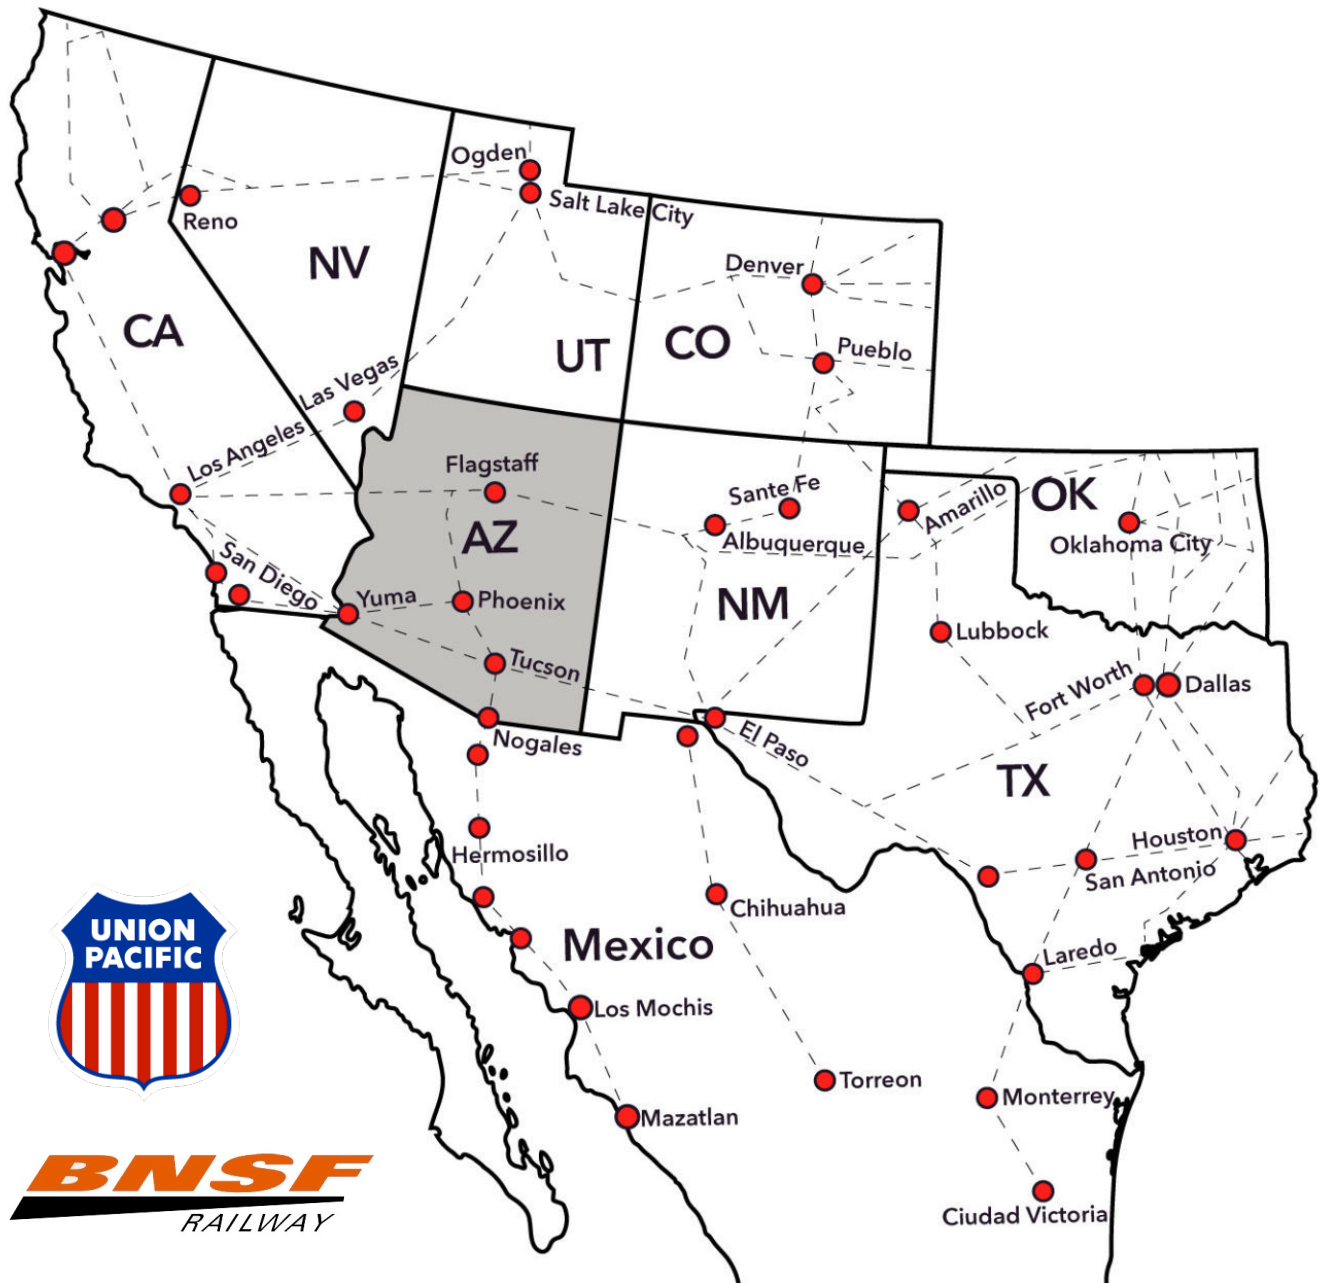 Ogden
Salt Lake City
Reno
NV
Denver
CA
UT
CO
Pueblo
Las Vegas
Los Angeles
Flagstaff
Sante Fe
Amarillo
OK
AZ
Albuquerque
Oklahoma City
San Diego
Yuma
Phoenix
NM
Lubbock
Tucson
Fort Worth
Dallas
Nogales
El Paso
TX
Houston
Hermosillo
San Antonio
Chihuahua
UNION
PACIFIC
Mexico
Laredo
Los Mochis
Torreon
Monterrey
Mazatlan
BNSF
RAILWAY
Ciudad Victoria